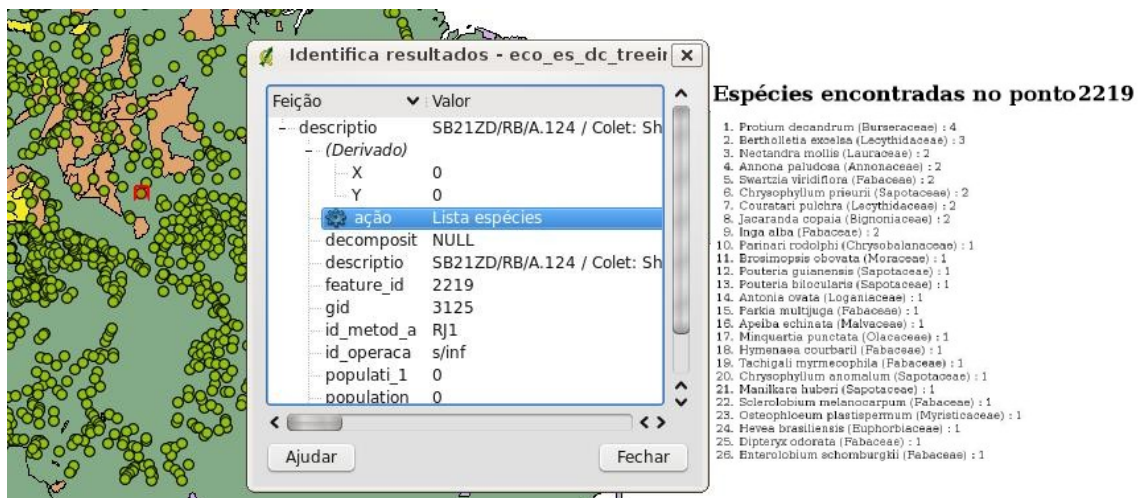 Identifica resultados - eco_es_dc_treeir
Feição Valor
descriptio SB21ZD/RB/A.124 / Colet: Sh
(Derivado)
X 0
Y 0
ação Lista espécies
decomposit NULL
descriptio SB21ZD/RB/A.124 / Colet: Sh
feature_id 2219
gid 3125
id_metod_a RJ1
id_operaca s/inf
populati_1 0
population 0
Ajudar Fechar
Espécies encontradas no ponto2219
1. Protium decandrum (Burseraceae) : 4
2. Bertholletia excelsa (Lecythidaceae) : 3
3. Nectandra mollis (Lauraceae) : 2
4. Annona paludosa (Annonaceae) : 2
5. Swartzia viridiflora (Fabaceae) : 2
6. Chrysophyllum prieurii (Sapotaceae) : 2
7. Couratari pulchra (Lecythidaceae) : 2
8. Jacaranda copaia (Bignoniaceae) : 2
9. Inga alba (Fabaceae) : 2
10. Parinari rodolphi (Chrysobalanaceae) : 1
11. Brosimopsis obovata (Moraceae) : 1
12. Pouteria guianensis (Sapotaceae) : 1
13. Pouteria bilocularis (Sapotaceae) : 1
14. Antonia ovata (Loganiaceae) : 1
15. Parkia multijuga (Fabaceae) : 1
16. Apeiba echinata (Malvaceae) : 1
17. Minquartia punctata (Olacaceae) : 1
18. Hymenaea courbaril (Fabaceae) : 1
19. Tachigali myrmecophila (Fabaceae) : 1
20. Chrysophyllum anomalum (Sapotaceae) : 1
21. Manilkara huberi (Sapotaceae) : 1
22. Sclerolobium melanocarpum (Fabaceae) : 1
23. Osteophloeum plastispermum (Myristicaceae) : 1
24. Hevea brasiliensis (Euphorbiaceae) : 1
25. Dipteryx odorata (Fabaceae) : 1
26. Enterolobium schomburgkii (Fabaceae) : 1